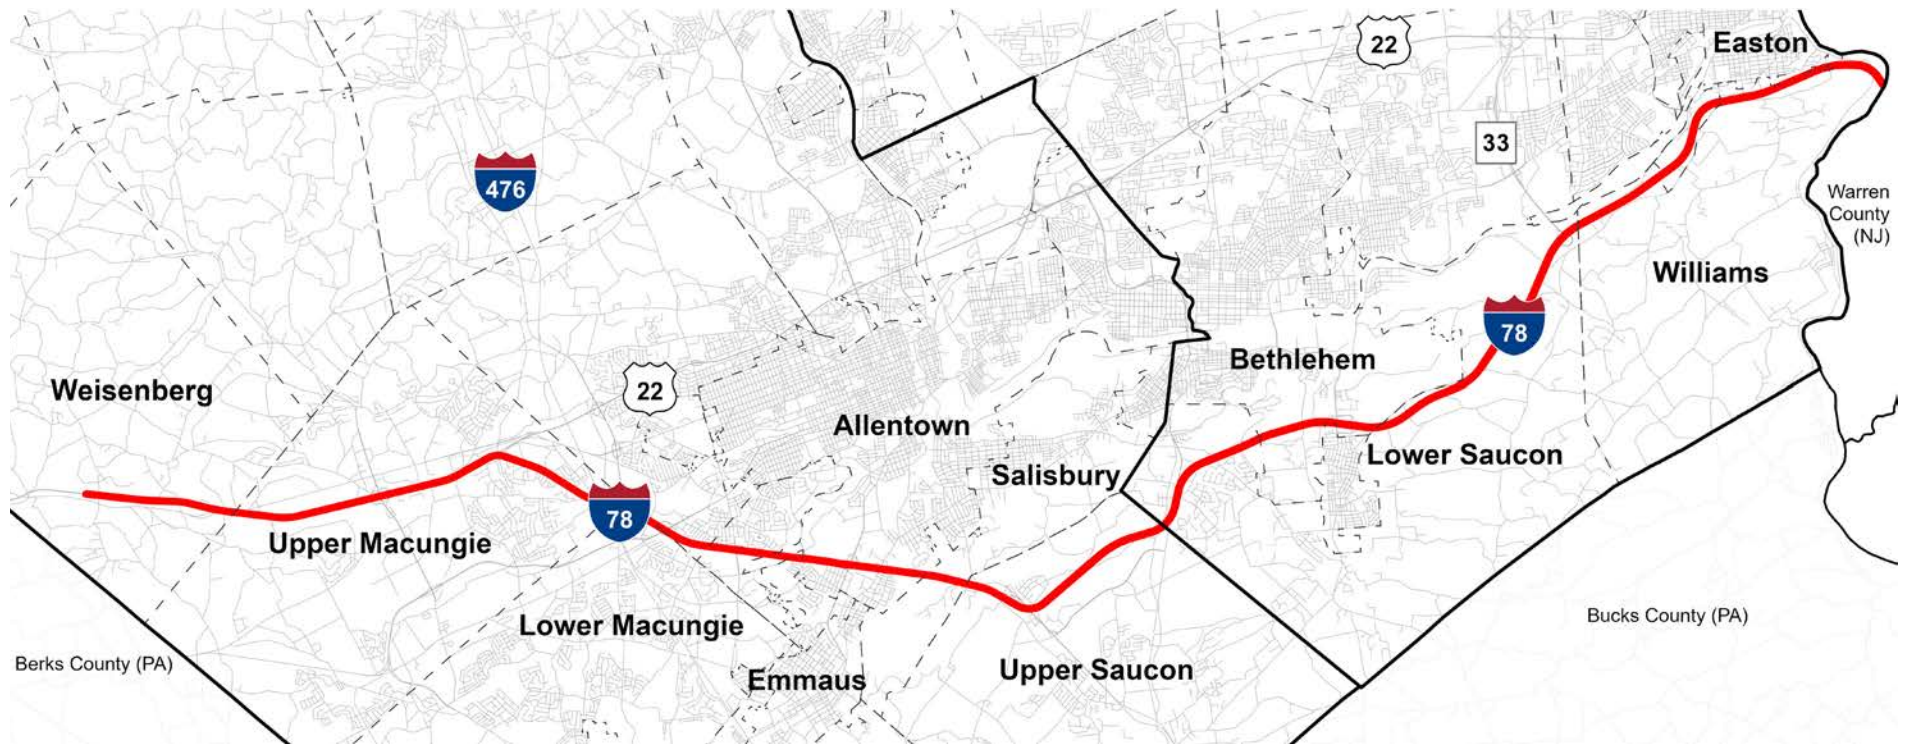 22
Easton
33
476
Warren
County
(NJ)
Williams
78
Bethlehem
22
Weisenberg
Allentown
Lower Saucon
Salisbury
78
Upper Macungie
Bucks County (PA)
Lower Macungie
Berks County (PA)
Upper Saucon
Emmaus